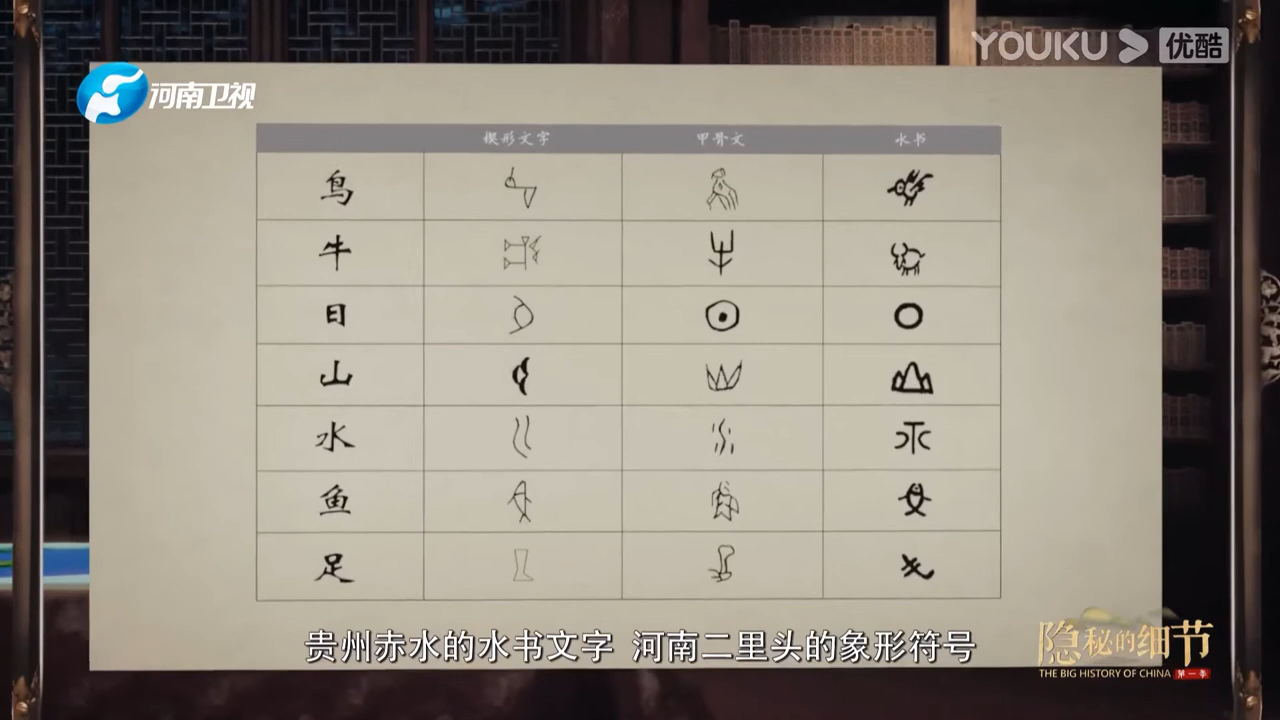 YOUKU 优酷
河南卫视
楔形文字 甲骨文 水书
鸟
牛
日
山
水
鱼
足
贵州赤水的水书文字 河南二里头的象形符号
隐秘的细节
THE BIG HISTORY OF CHINA 第一季